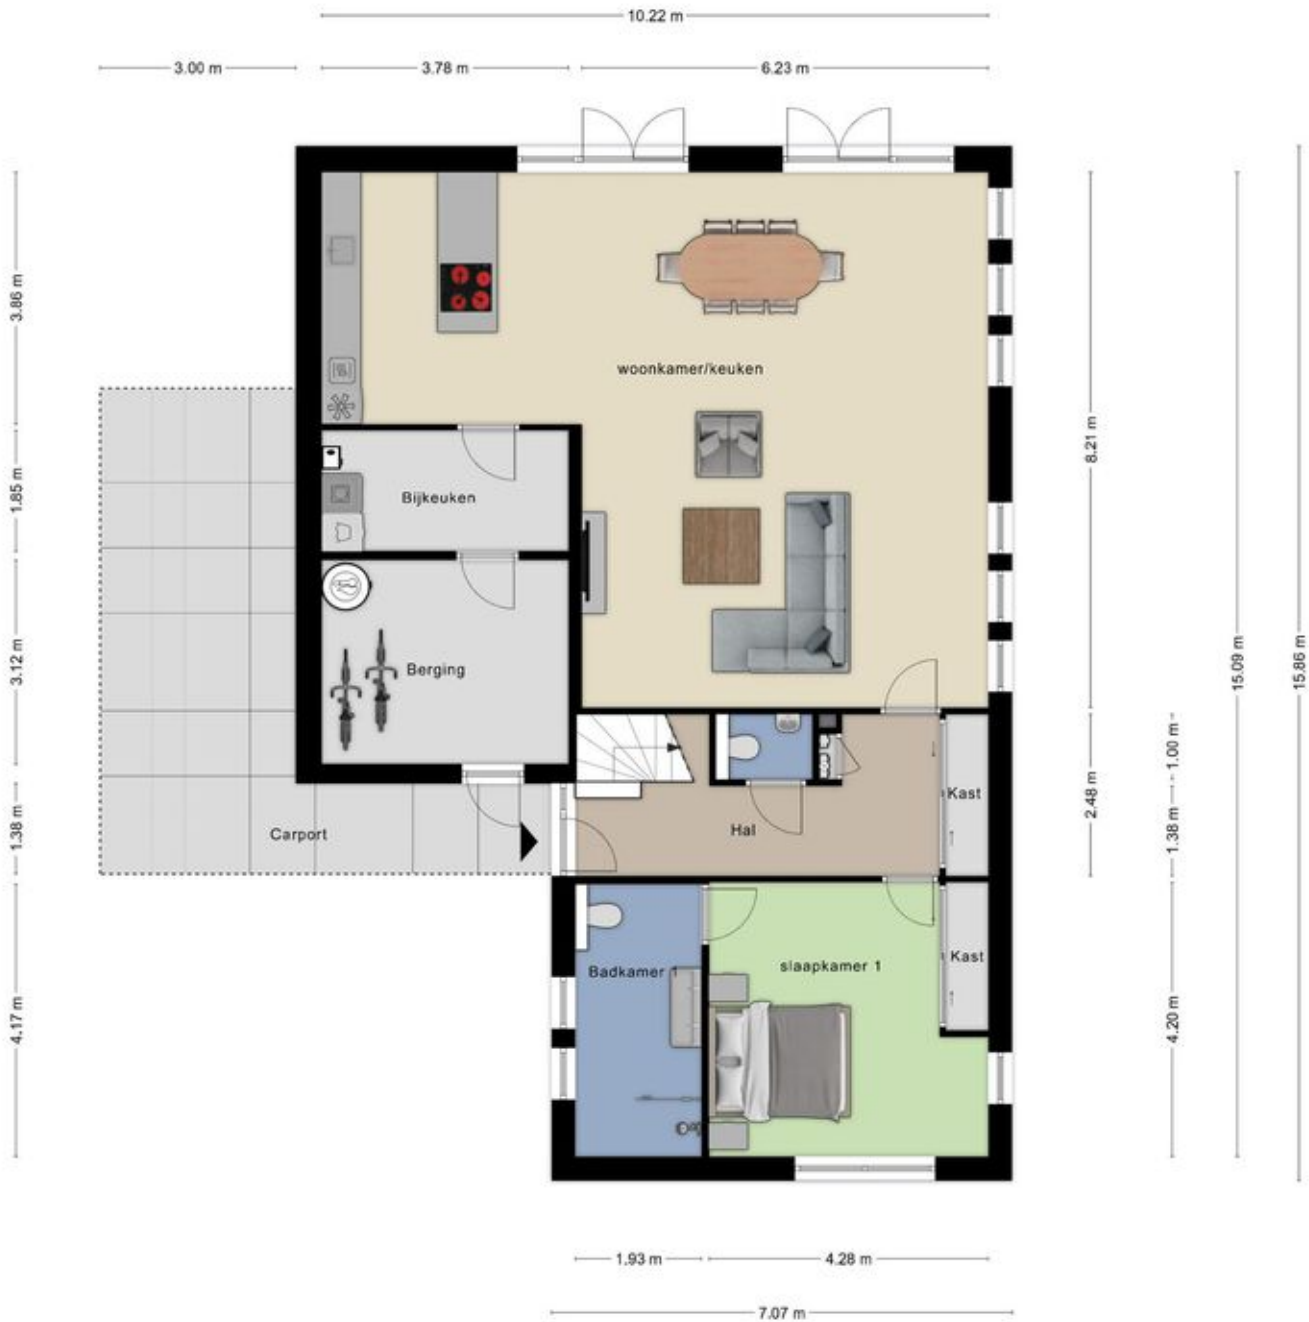 10.22 m
3.00 m
3.78 m
6.23 m
3.86 m
1.85 m
3.12 m
1.38 m
4.17 m
woonkamer/keuken
Bijkeuken
Berging
Carport
Hal
Kast
Kast
Badkamer 1
slaapkamer 1
8.21 m
2.48 m
1.00 m
1.38 m
4.20 m
15.09 m
15.86 m
1.93 m
4.28 m
7.07 m